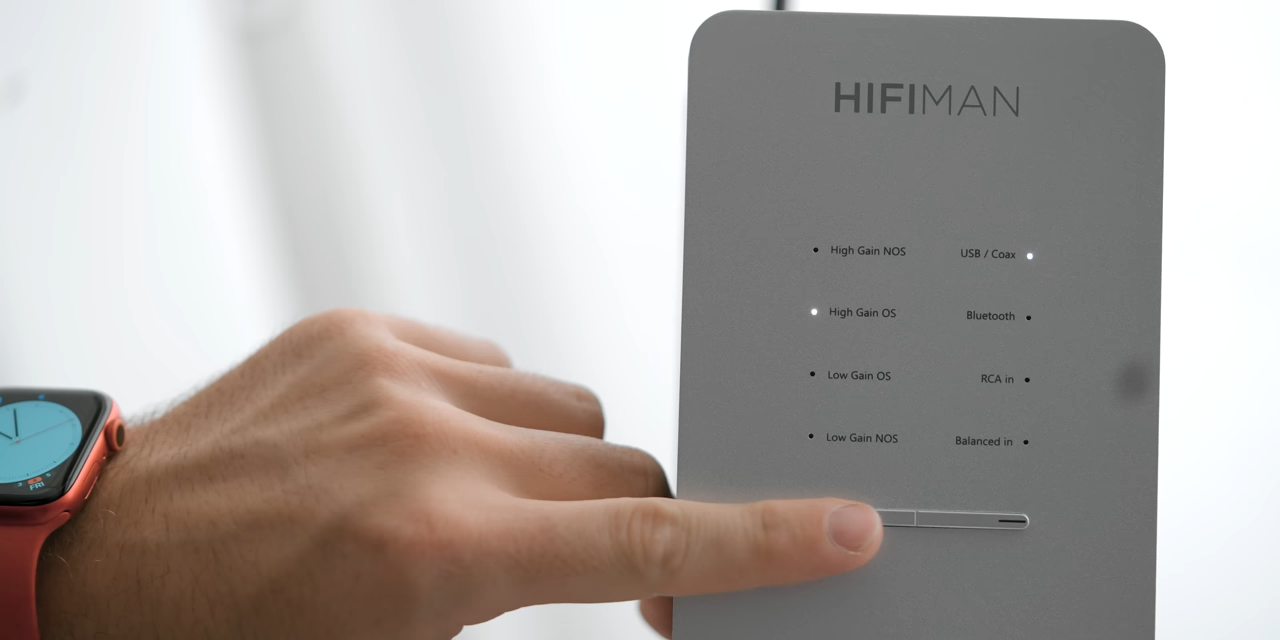 HIFIMAN
High Gain NOS
USB / Coax
High Gain OS
Bluetooth
Low Gain OS
RCA in
Low Gain NOS
Balanced in
FRI